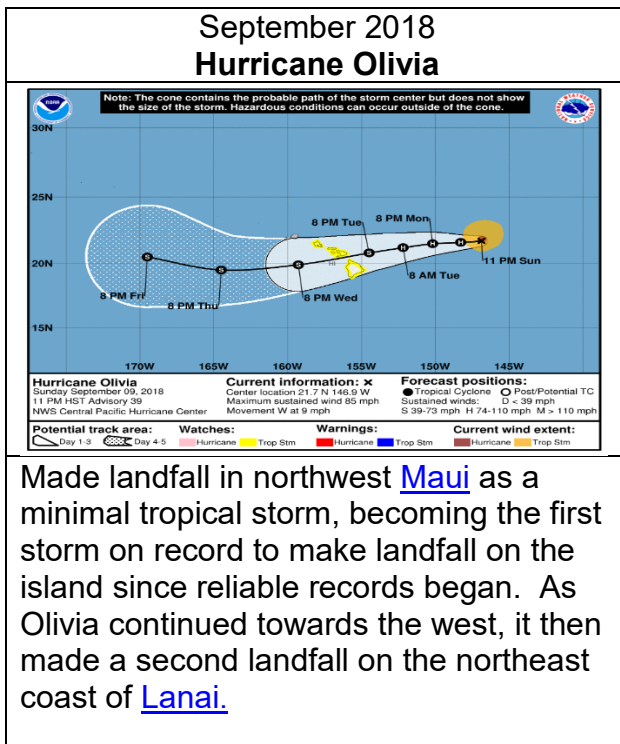 September 2018
Hurricane Olivia
Note: The cone contains the probable path of the storm center but does not show
the size of the storm. Hazardous conditions can occur outside of the cone.
30N
25N
20N
15N
8 PM Tue
8 PM Mon
11 PM Sun
8 AM Tue
8 PM Wed
8 PM Thu
8 PM Fri
HI
S
S
S
S
H
H
H
170W 165W 160W 155W 150W 145W
Hurricane Olivia
Sunday September 09, 2018
11 PM HST Advisory 39
NWS Central Pacific Hurricane Center
Current information: x
Center location 21.7 N 146.9 W
Maximum sustained wind 85 mph
Movement W at 9 mph
Forecast positions:
Tropical Cyclone Post/Potential TC
Sustained winds: D < 39 mph
S 39-73 mph H 74-110 mph M > 110 mph
Potential track area:
Day 1-3 Day 4-5
Watches:
Hurricane Trop Stm
Warnings:
Hurricane Trop Stm
Current wind extent:
Hurricane Trop Stm
Made landfall in northwest Maui as a
minimal tropical storm, becoming the first
storm on record to make landfall on the
island since reliable records began. As
Olivia continued towards the west, it then
made a second landfall on the northeast
coast of Lanai.